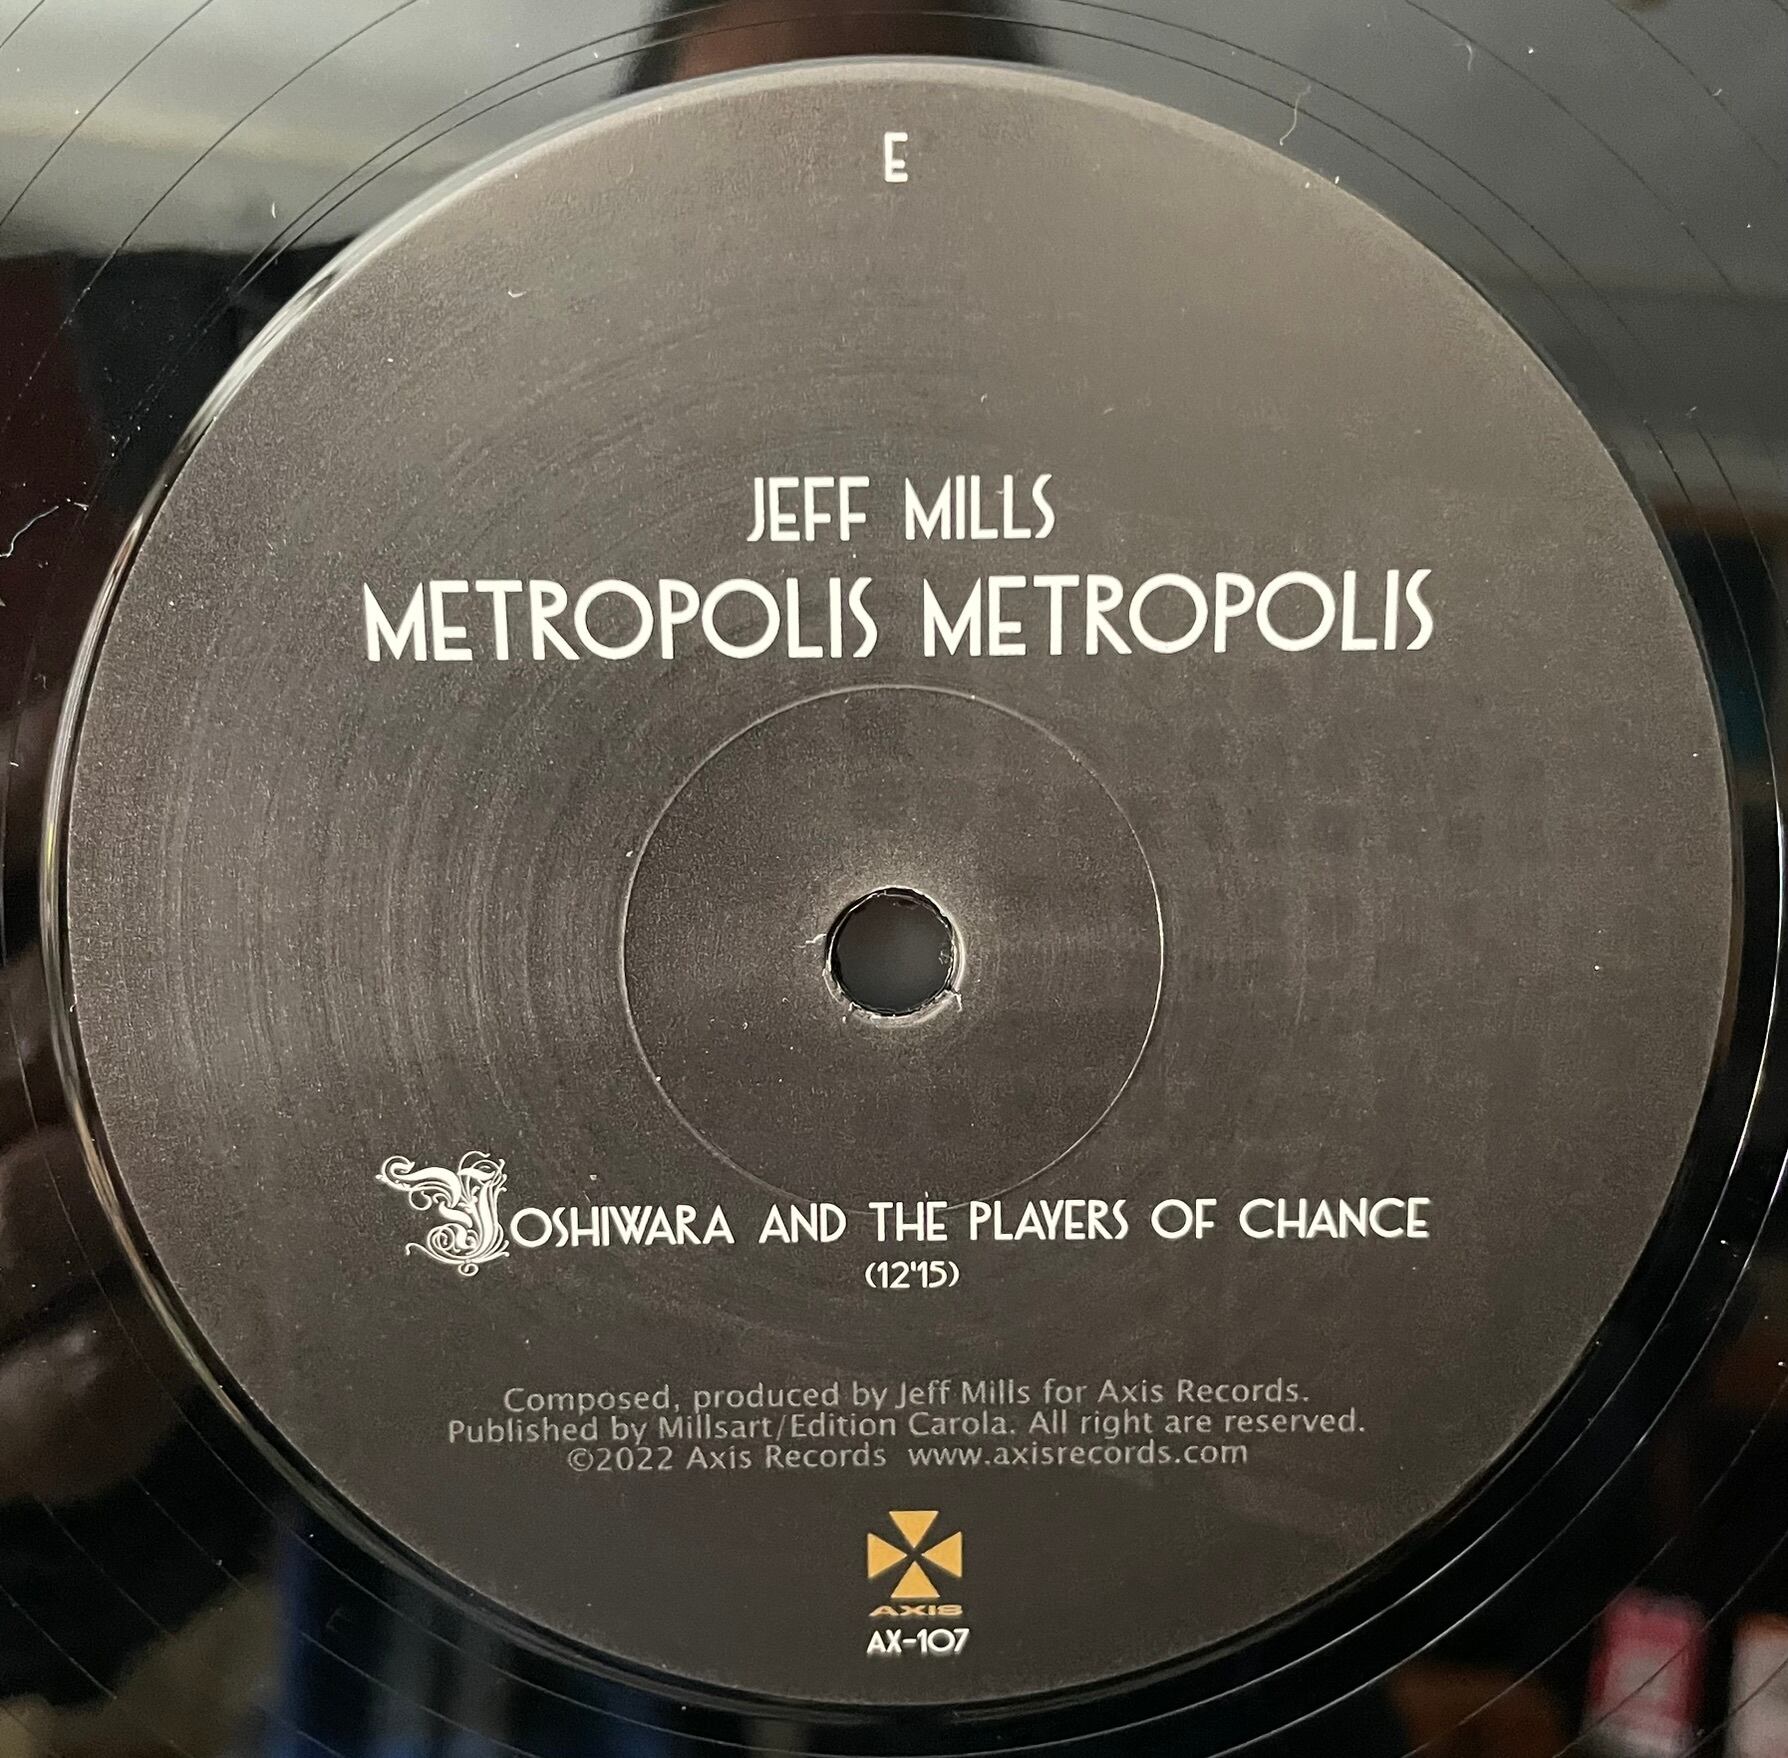 E
JEFF MILLS
METROPOLIS METROPOLIS
YOSHIWARA AND THE PLAYERS OF CHANCE
(12'15)
Composed, produced by Jeff Mills for Axis Records.
Published by Millsart/Edition Carola. All right are reserved.
©2022 Axis Records www.axisrecords.com
AXIS
AX-107